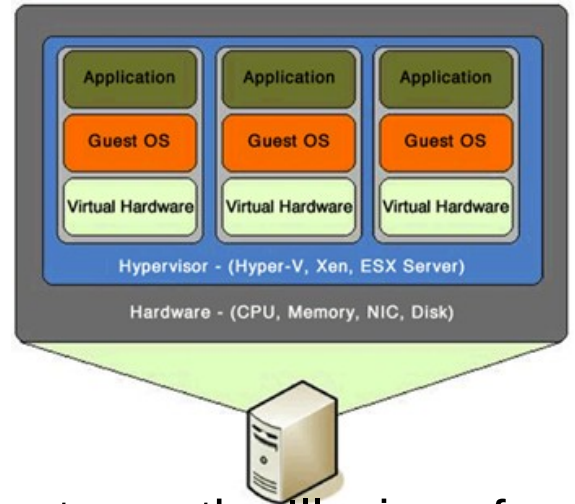 Application Application Application
Guest OS Guest OS Guest OS
Virtual Hardware Virtual Hardware Virtual Hardware
Hypervisor - (Hyper-V, Xen, ESX Server)
Hardware - (CPU, Memory, NIC, Disk)